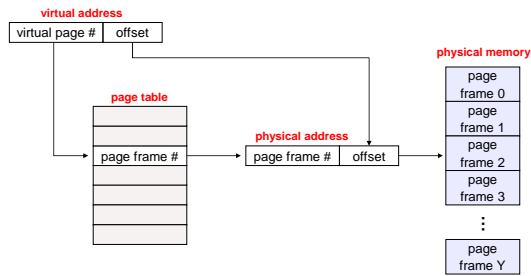 virtual address
virtual page # offset
physical memory
page
frame 0
page table
page
frame 1
physical address
page frame #
page frame # offset
page
frame 2
page
frame 3
...
page
frame Y